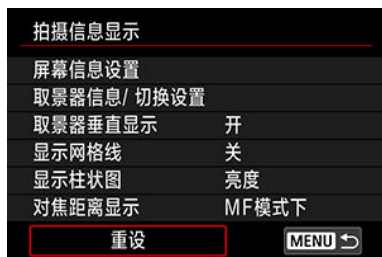 拍摄信息显示
屏幕信息设置
取景器信息/ 切换设置
取景器垂直显示 开
显示网格线 关
显示柱状图 亮度
对焦距离显示 MF模式下
重设 MENU